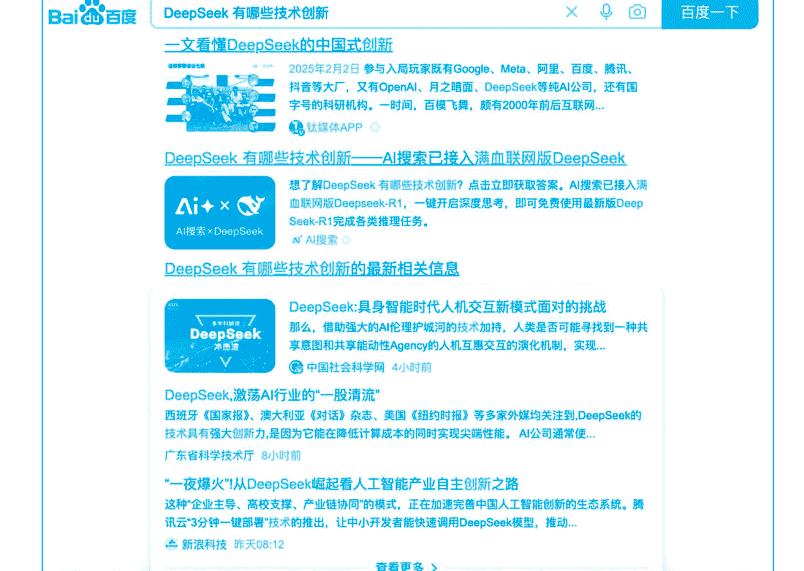 Bai du 百度
DeepSeek 有哪些技术创新
百度一下
一文看懂DeepSeek的中国式创新
2025年2月2日 参与入局玩家既有Google、Meta、阿里、百度、腾讯、
抖音等大厂，又有OpenAI、月之暗面、DeepSeek等纯AI公司，还有国
字号的科研机构。一时间，百模飞舞，颇有2000年前后互联网...
钛媒体APP
DeepSeek 有哪些技术创新——AI搜索已接入满血联网版DeepSeek
Ai × 
AI搜索×DeepSeek
想了解DeepSeek 有哪些技术创新？点击立即获取答案。AI搜索已接入满
血联网版Deepseek-R1，一键开启深度思考，即可免费使用最新版Deep
Seek-R1完成各类推理任务。
Ai+ AI搜索
DeepSeek 有哪些技术创新的最新相关信息
DeepSeek
冲击波
DeepSeek:具身智能时代人机交互新模式面对的挑战
那么，借助强大的AI伦理护城河的技术加持，人类是否可能寻找到一种共
享意图和共享能动性Agency的人机互惠交互的演化机制，实现...
中国社会科学网 4小时前
DeepSeek,激荡AI行业的“一股清流”
西班牙《国家报》、澳大利亚《对话》杂志、美国《纽约时报》等多家外媒均关注到,DeepSeek的
技术具有强大创新力,是因为它能在降低计算成本的同时实现尖端性能。 AI公司通常使...
广东省科学技术厅 8小时前
“一夜爆火”!从DeepSeek崛起看人工智能产业自主创新之路
这种“企业主导、高校支撑、产业链协同”的模式，正在加速完善中国人工智能创新的生态系统。腾
讯云“3分钟一键部署”技术的推出，让中小开发者能快速调用DeepSeek模型，推动...
新浪科技 昨天08:12
查看更多 >